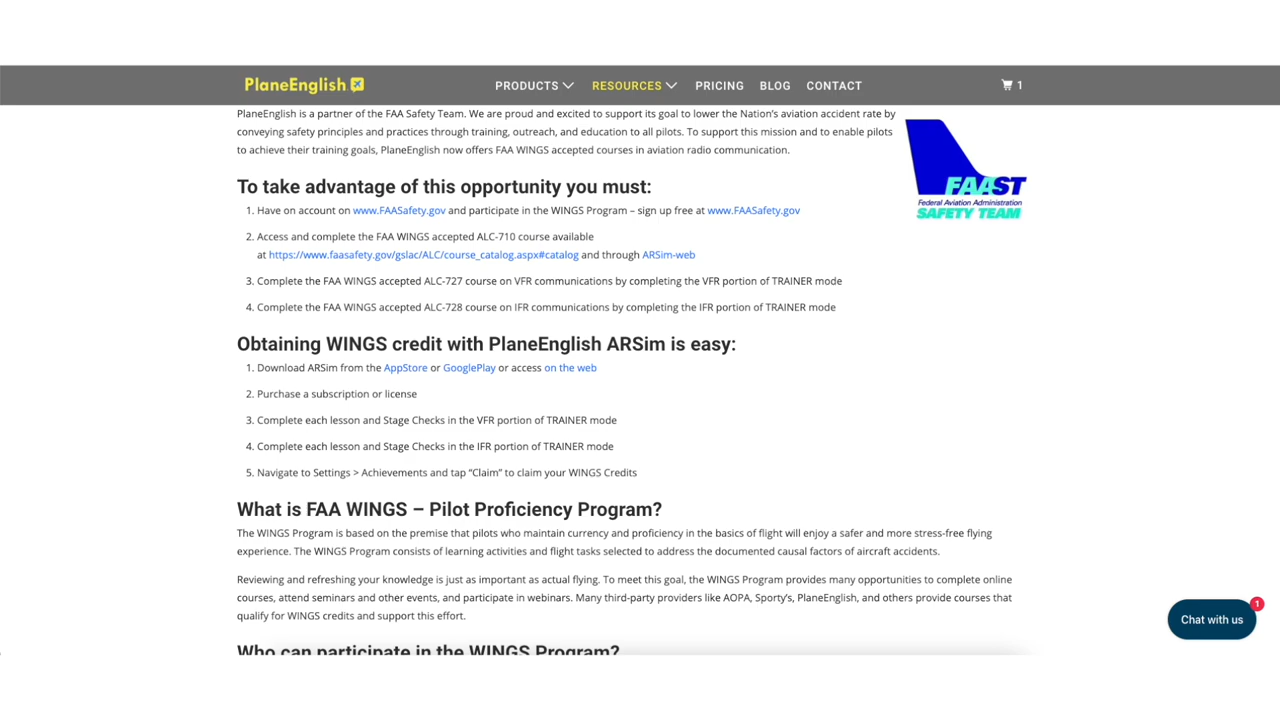 PlaneEnglish
PRODUCTS
RESOURCES
PRICING
BLOG
CONTACT
1
PlaneEnglish is a partner of the FAA Safety Team. We are proud and excited to support its goal to lower the Nation's aviation accident rate by
conveying safety principles and practices through training, outreach, and education to all pilots. To support this mission and to enable pilots
to achieve their training goals, PlaneEnglish now offers FAA WINGS accepted courses in aviation radio communication.
FAAST
Federal Aviation Administration
SAFETY TEAM
To take advantage of this opportunity you must:
1. Have on account on www.FAASafety.gov and participate in the WINGS Program – sign up free at www.FAASafety.gov
2. Access and complete the FAA WINGS accepted ALC-710 course available
at https://www.faasafety.gov/gslac/ALC/course_catalog.aspx#catalog and through ARSim-web
3. Complete the FAA WINGS accepted ALC-727 course on VFR communications by completing the VFR portion of TRAINER mode
4. Complete the FAA WINGS accepted ALC-728 course on IFR communications by completing the IFR portion of TRAINER mode
Obtaining WINGS credit with PlaneEnglish ARSim is easy:
1. Download ARSim from the AppStore or GooglePlay or access on the web
2. Purchase a subscription or license
3. Complete each lesson and Stage Checks in the VFR portion of TRAINER mode
4. Complete each lesson and Stage Checks in the IFR portion of TRAINER mode
5. Navigate to Settings > Achievements and tap “Claim” to claim your WINGS Credits
What is FAA WINGS – Pilot Proficiency Program?
The WINGS Program is based on the premise that pilots who maintain currency and proficiency in the basics of flight will enjoy a safer and more stress-free flying
experience. The WINGS Program consists of learning activities and flight tasks selected to address the documented causal factors of aircraft accidents.
Reviewing and refreshing your knowledge is just as important as actual flying. To meet this goal, the WINGS Program provides many opportunities to complete online
courses, attend seminars and other events, and participate in webinars. Many third-party providers like AOPA, Sporty's, PlaneEnglish, and others provide courses that
qualify for WINGS credits and support this effort.
Who can participate in the WINGS Program?
Chat with us
1